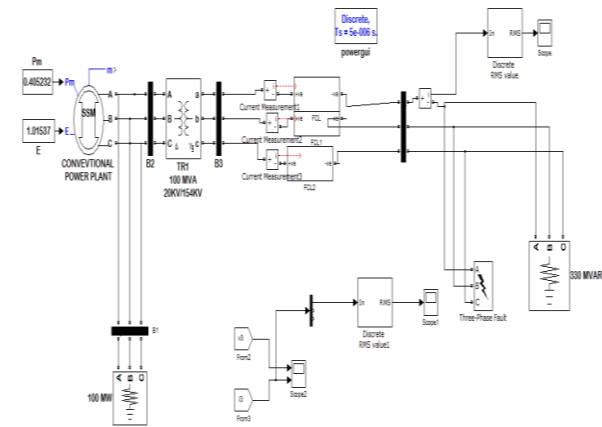 Discrete,
Ts = 5e-006 s.
powergui
In
RMS
Scope
Discrete
RMS value
Pm
0.405232
Pm
m
A
B
C
SSM
1.01537
E
E
CONVEVTIONAL
POWER PLANT
B2
A
B
C
a
b
c
TR1
100 MVA
20KV/154KV
B3
Current Measurement1
Current Measurement2
Current Measurement3
FCL
FCL1
FCL2
A B C
330 MVAR
A
B
C
Three-Phase Fault
B1
A B C
100 MW
In
RMS
Scope1
Discrete
RMS value1
From2
i3
From3
Scope2